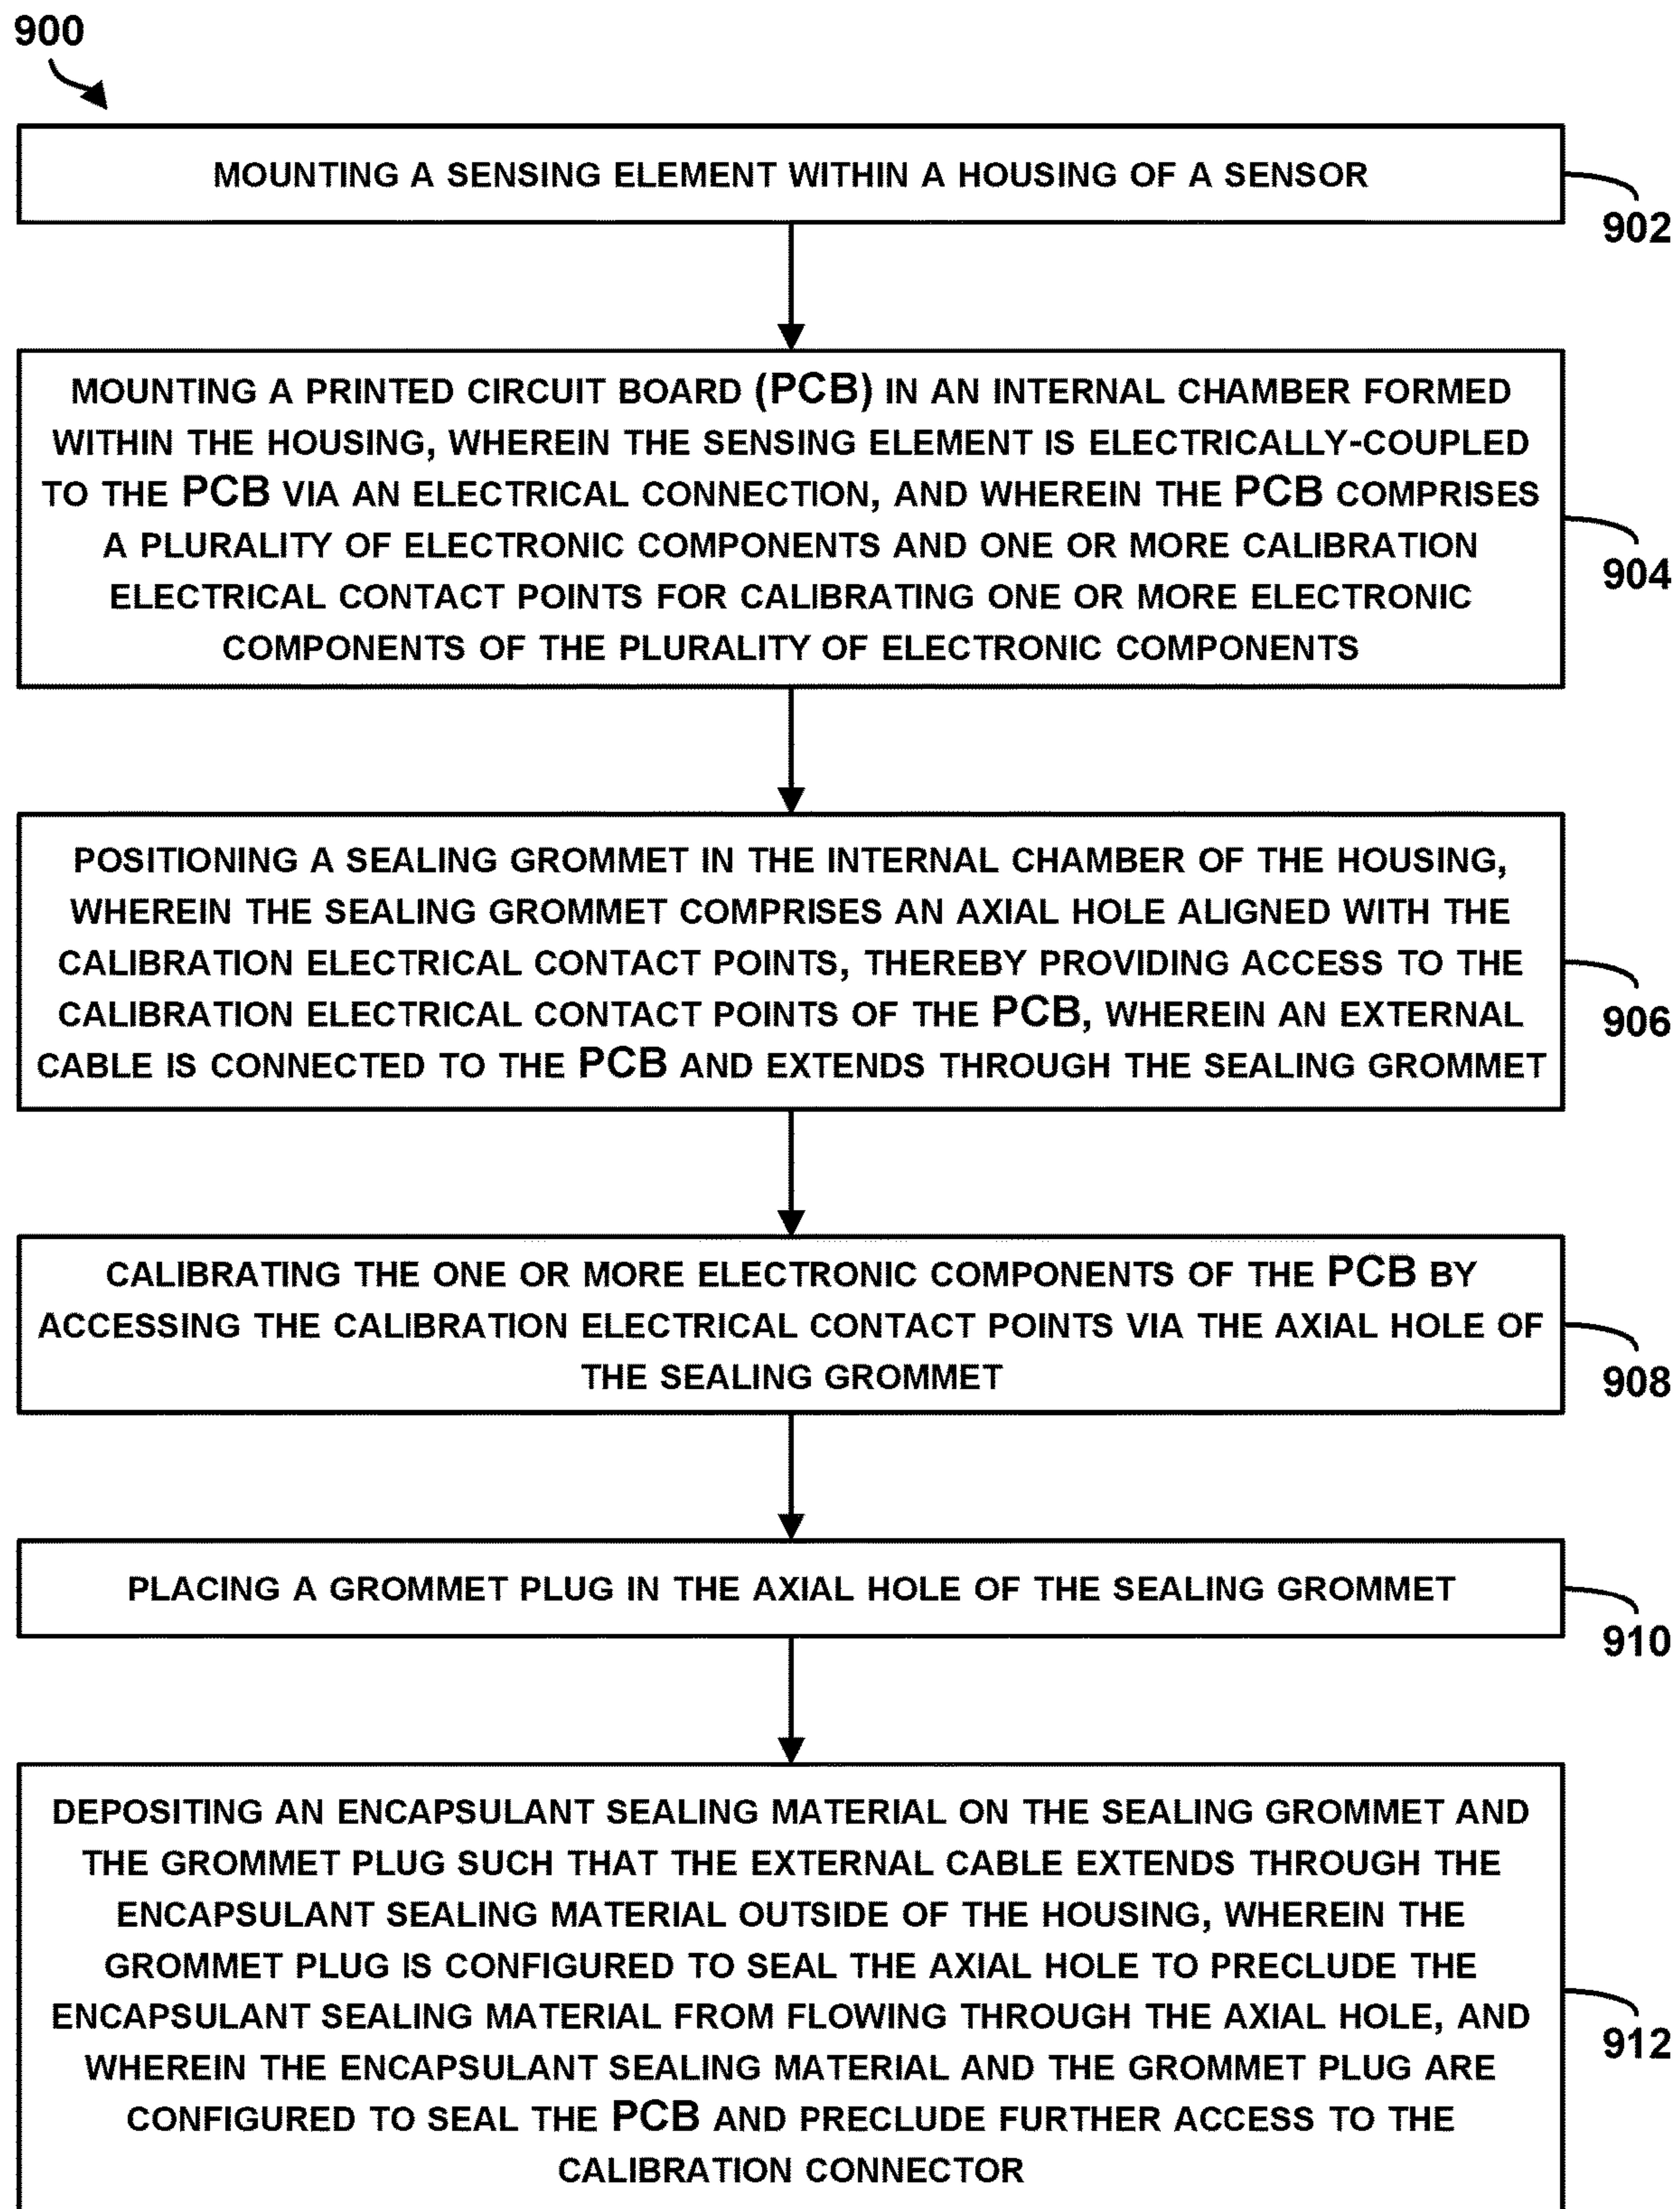 900
MOUNTING A SENSING ELEMENT WITHIN A HOUSING OF A SENSOR
902
MOUNTING A PRINTED CIRCUIT BOARD (PCB) IN AN INTERNAL CHAMBER FORMED
WITHIN THE HOUSING, WHEREIN THE SENSING ELEMENT IS ELECTRICALLY-COUPLED
TO THE PCB VIA AN ELECTRICAL CONNECTION, AND WHEREIN THE PCB COMPRISES
A PLURALITY OF ELECTRONIC COMPONENTS AND ONE OR MORE CALIBRATION
ELECTRICAL CONTACT POINTS FOR CALIBRATING ONE OR MORE ELECTRONIC
COMPONENTS OF THE PLURALITY OF ELECTRONIC COMPONENTS
904
POSITIONING A SEALING GROMMET IN THE INTERNAL CHAMBER OF THE HOUSING,
WHEREIN THE SEALING GROMMET COMPRISES AN AXIAL HOLE ALIGNED WITH THE
CALIBRATION ELECTRICAL CONTACT POINTS, THEREBY PROVIDING ACCESS TO THE
CALIBRATION ELECTRICAL CONTACT POINTS OF THE PCB, WHEREIN AN EXTERNAL
CABLE IS CONNECTED TO THE PCB AND EXTENDS THROUGH THE SEALING GROMMET
906
CALIBRATING THE ONE OR MORE ELECTRONIC COMPONENTS OF THE PCB BY
ACCESSING THE CALIBRATION ELECTRICAL CONTACT POINTS VIA THE AXIAL HOLE OF
THE SEALING GROMMET
908
PLACING A GROMMET PLUG IN THE AXIAL HOLE OF THE SEALING GROMMET
910
DEPOSITING AN ENCAPSULANT SEALING MATERIAL ON THE SEALING GROMMET AND
THE GROMMET PLUG SUCH THAT THE EXTERNAL CABLE EXTENDS THROUGH THE
ENCAPSULANT SEALING MATERIAL OUTSIDE OF THE HOUSING, WHEREIN THE
GROMMET PLUG IS CONFIGURED TO SEAL THE AXIAL HOLE TO PRECLUDE THE
ENCAPSULANT SEALING MATERIAL FROM FLOWING THROUGH THE AXIAL HOLE, AND
WHEREIN THE ENCAPSULANT SEALING MATERIAL AND THE GROMMET PLUG ARE
CONFIGURED TO SEAL THE PCB AND PRECLUDE FURTHER ACCESS TO THE
CALIBRATION CONNECTOR
912